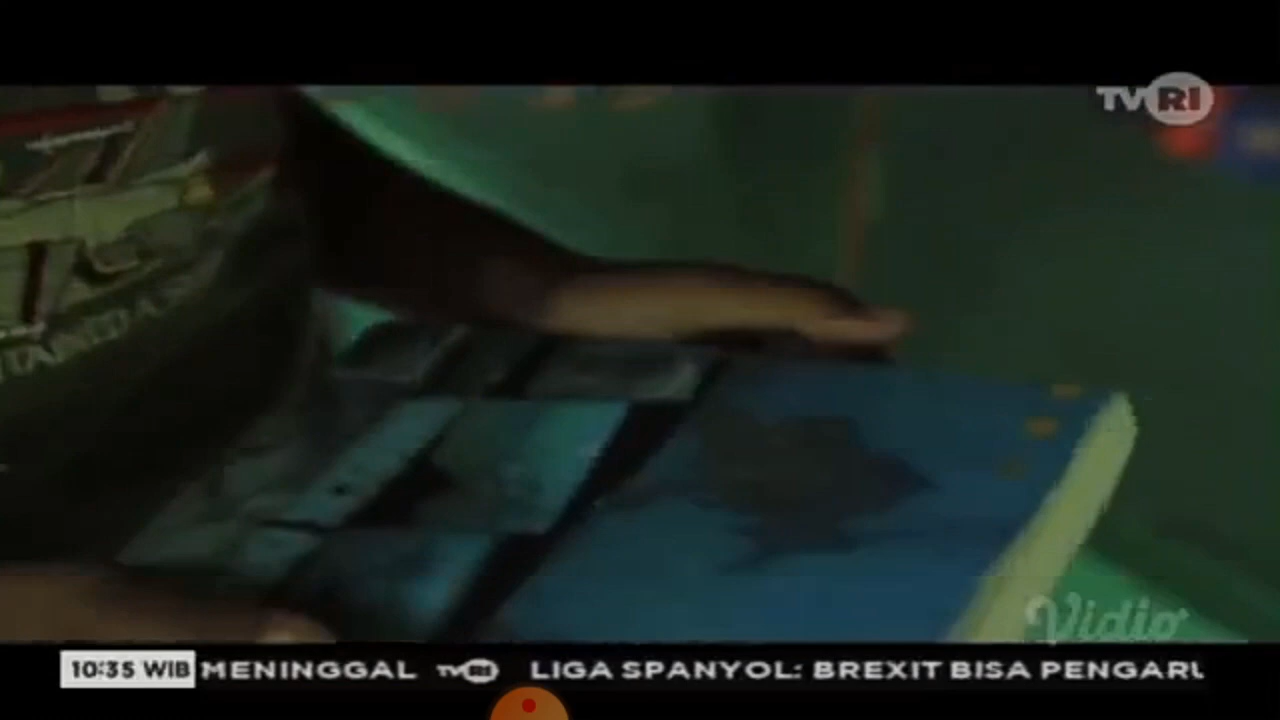 TVRI
Vidio
10:35 WIB MENINGGAL TVRI LIGA SPANYOL: BREXIT BISA PENGARU